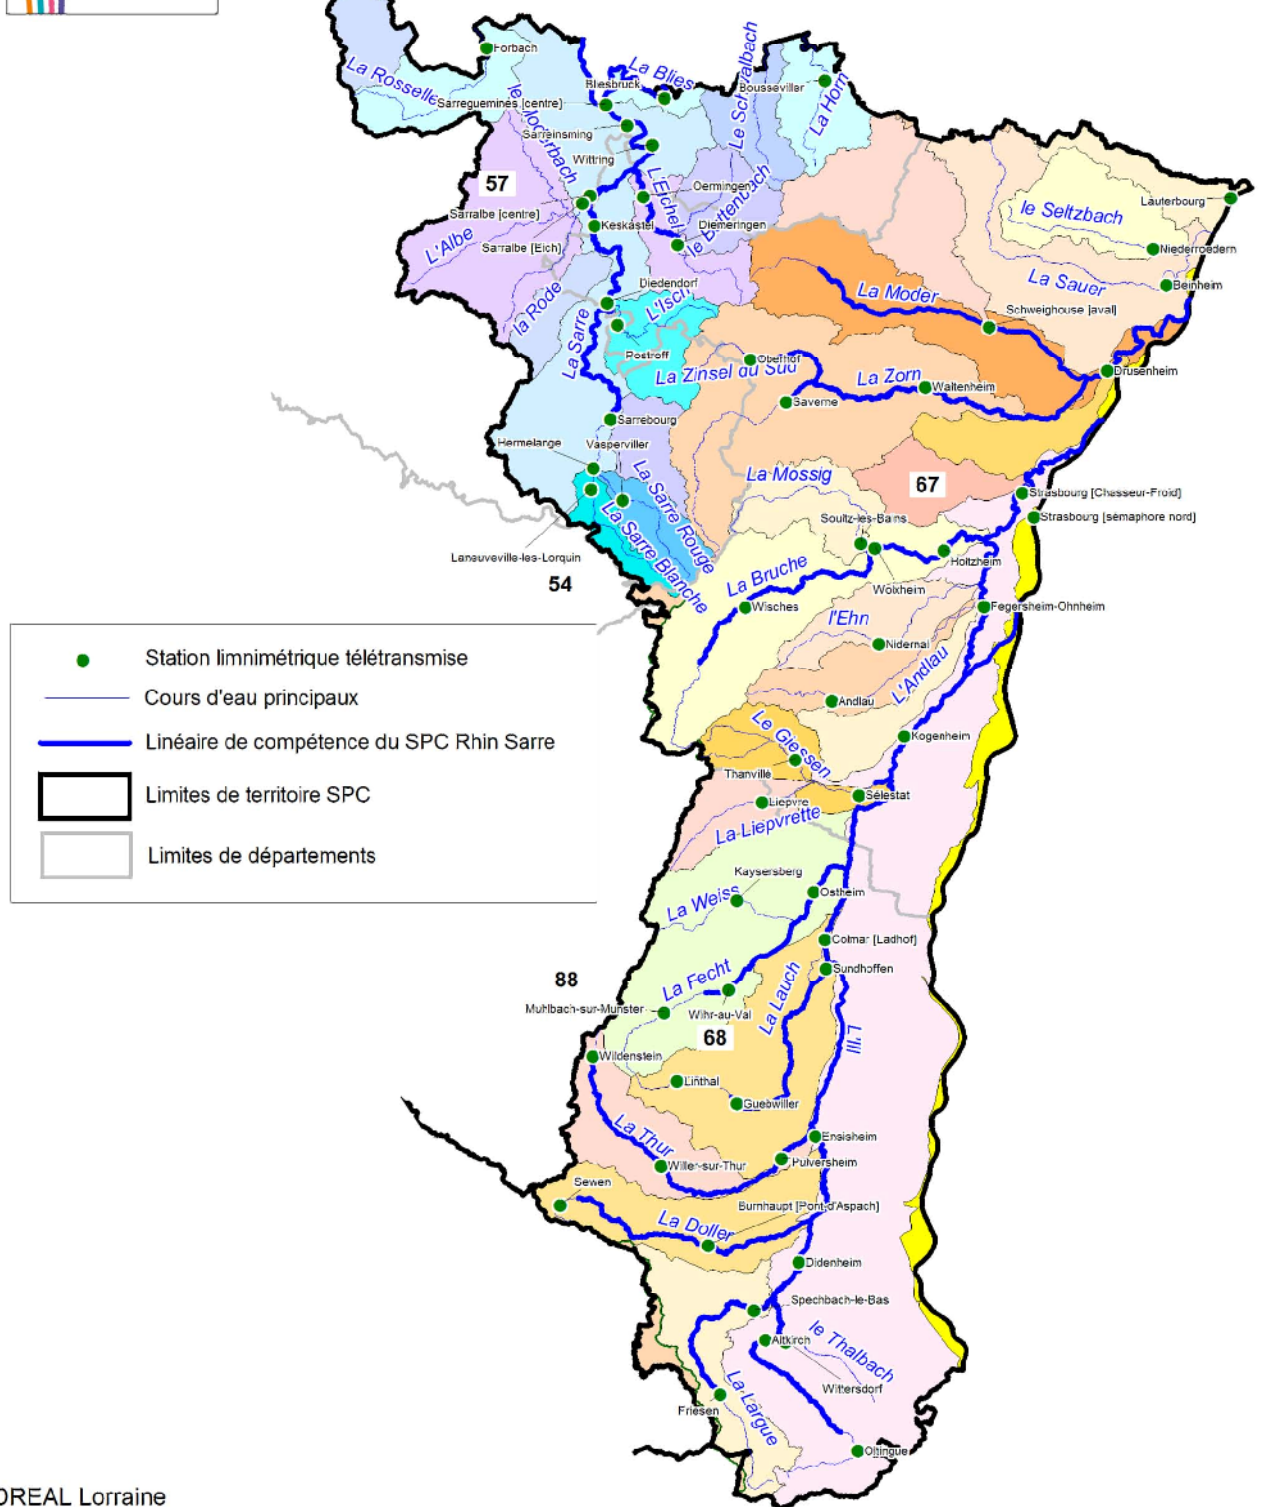 Forbach
La Rosselle
La Blies
Le Schwalbach
Bliesbruck
Bousseviller
La Horn
Sarreguemines [centre]
le Mocrbach
Sarreinsming
Wittring
57
Oermingen
L'Eichel
le Buttenbach
Lauterbourg
le Seltzbach
Sarralbe [centre]
Keskastel
Diemeringen
L'Albe
Sarralbe [Eich]
Niederroedern
La Sauer
Beinheim
Diedendorf
la Rode
L'Isch
La Moder
Schweighouse [aval]
La Sarre
Postroff
Oberhof
La Zinsel du Sud
La Zorn
Waltenheim
Drusenheim
Saverne
Sarrebourg
Hermelange
Vasperviller
La Sarre Rouge
La Mossig
67
Strasbourg [Chasseur-Froid]
Strasbourg [sémaphore nord]
Soultz-les-Bains
La Sarre Blanche
Laneuveville-les-Lorquin
54
Holtzheim
La Bruche
Wolxheim
Wisches
Fegersheim-Ohnheim
l'Ehn
Nidernai
L'Andlau
Andlau
Station limnimétrique télétransmise
Cours d'eau principaux
Linéaire de compétence du SPC Rhin Sarre
Limites de territoire SPC
Limites de départements
Le Giessen
Kogenheim
Thanvillé
Sélestat
Liepvre
La Liepvrette
Kaysersberg
La Weiss
Ostheim
Colmar [Ladhof]
Sundhoffen
88
La Fecht
La Lauch
Muhlbach-sur-Munster
Wihr-au-Val
68
L'Ill
Wildenstein
Linthal
Guebwiller
La Thur
Ensisheim
Willer-sur-Thur
Pulversheim
Sewen
Burnhaupt [Pont-d'Aspach]
La Doller
Didenheim
Spechbach-le-Bas
Altkirch
le Thalbach
Wittersdorf
La Largue
Friesen
Oltingue
DREAL Lorraine